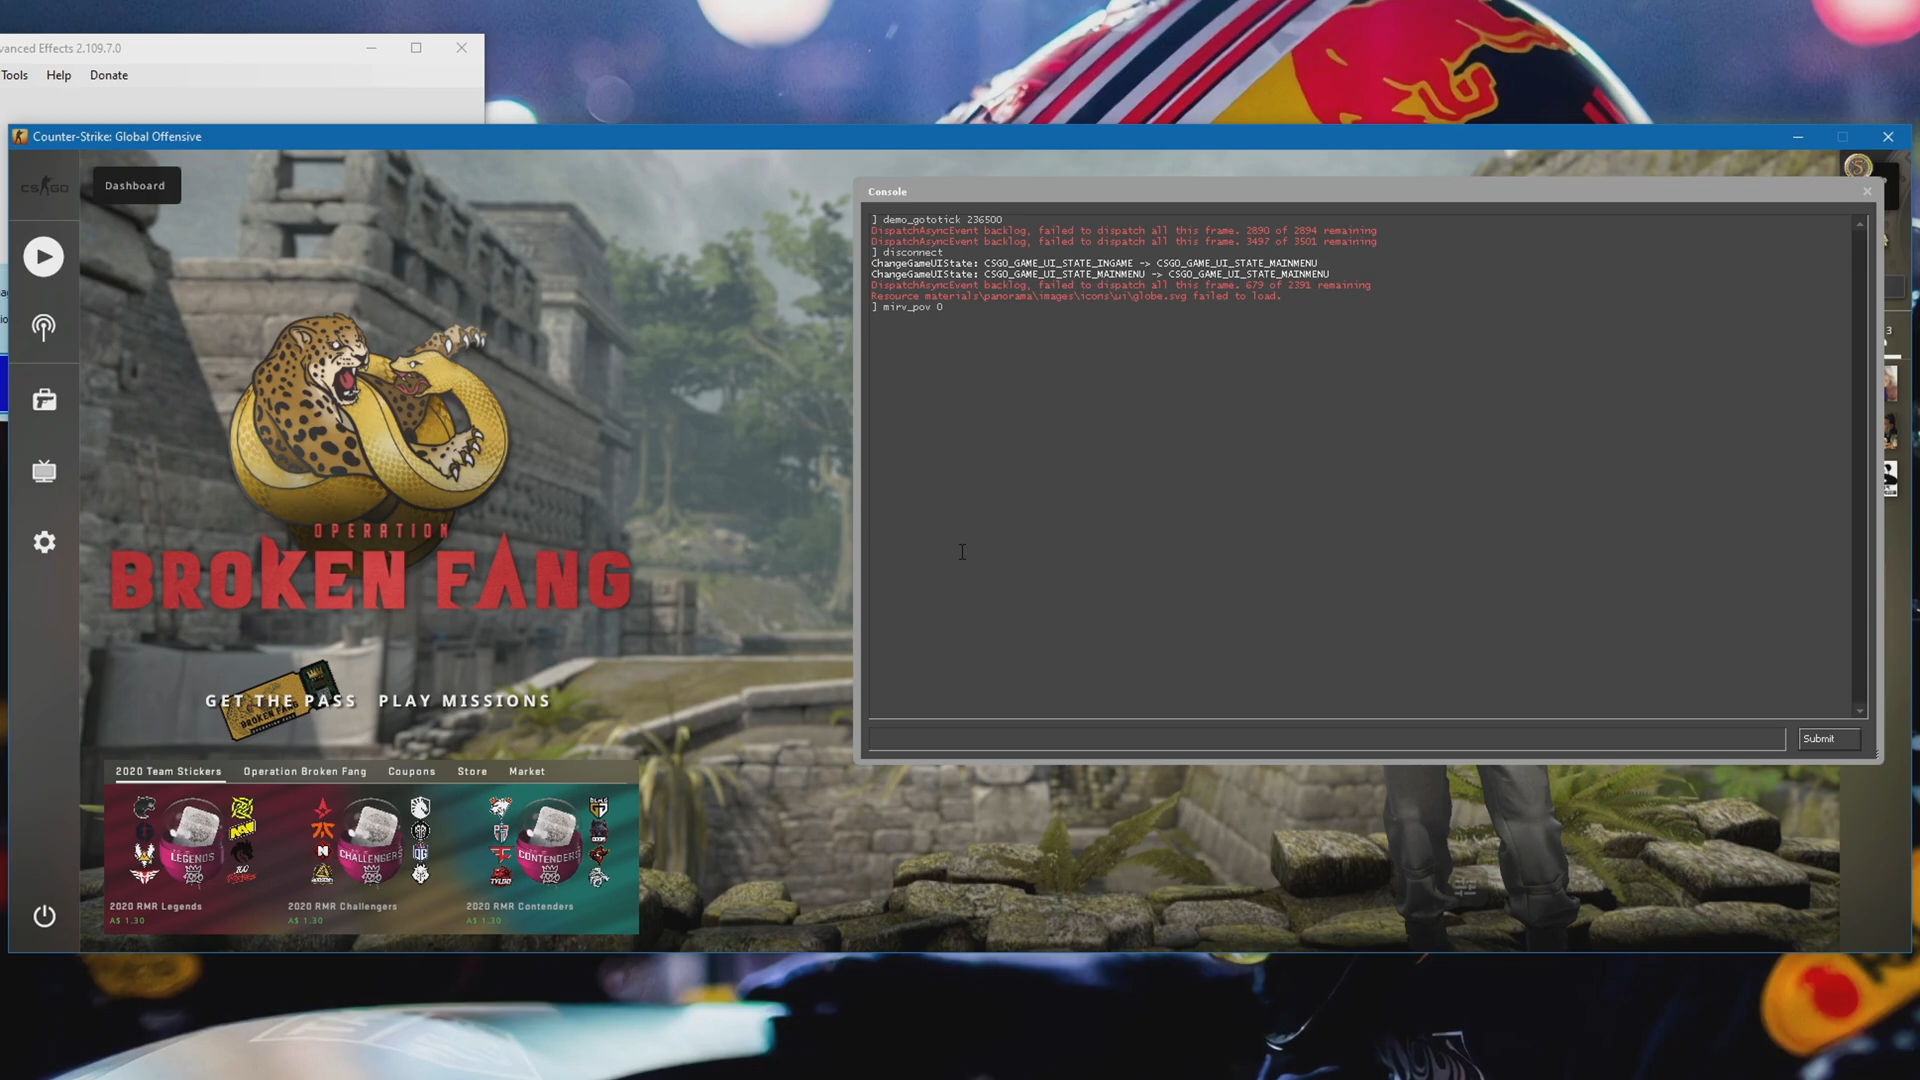 vanced Effects 2.109.7.0
Tools Help Donate
Counter-Strike: Global Offensive
CS GO
Dashboard
Console
] demo_gototick 236500
DispatchAsyncEvent backlog, failed to dispatch all this frame. 2890 of 2894 remaining
DispatchAsyncEvent backlog, failed to dispatch all this frame. 3497 of 3501 remaining
] disconnect
ChangeGameUIState: CSGO_GAME_UI_STATE_INGAME -> CSGO_GAME_UI_STATE_MAINMENU
ChangeGameUIState: CSGO_GAME_UI_STATE_MAINMENU -> CSGO_GAME_UI_STATE_MAINMENU
DispatchAsyncEvent backlog, failed to dispatch all this frame. 679 of 2391 remaining
Resource materials\panorama\images\icons\ui\globe.svg failed to load.
] mirv_pov 0
3
OPERATION
BROKEN FANG
GET THE PASS PLAY MISSIONS
BROKEN FANG
Submit
2020 Team Stickers Operation Broken Fang Coupons Store Market
LEGENDS CHALLENGERS CONTENDERS
2020 RMR Legends 2020 RMR Challengers 2020 RMR Contenders
A$ 1.30 A$ 1.30 A$ 1.30